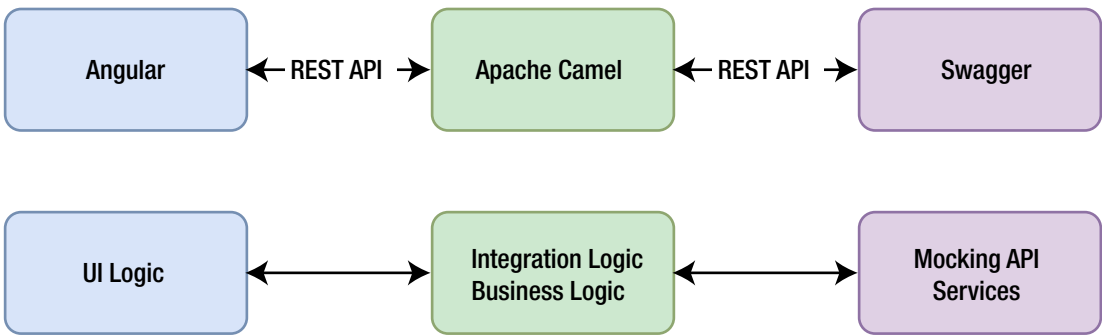 Angular
REST API
Apache Camel
REST API
Swagger
UI Logic
Integration Logic
Business Logic
Mocking API
Services